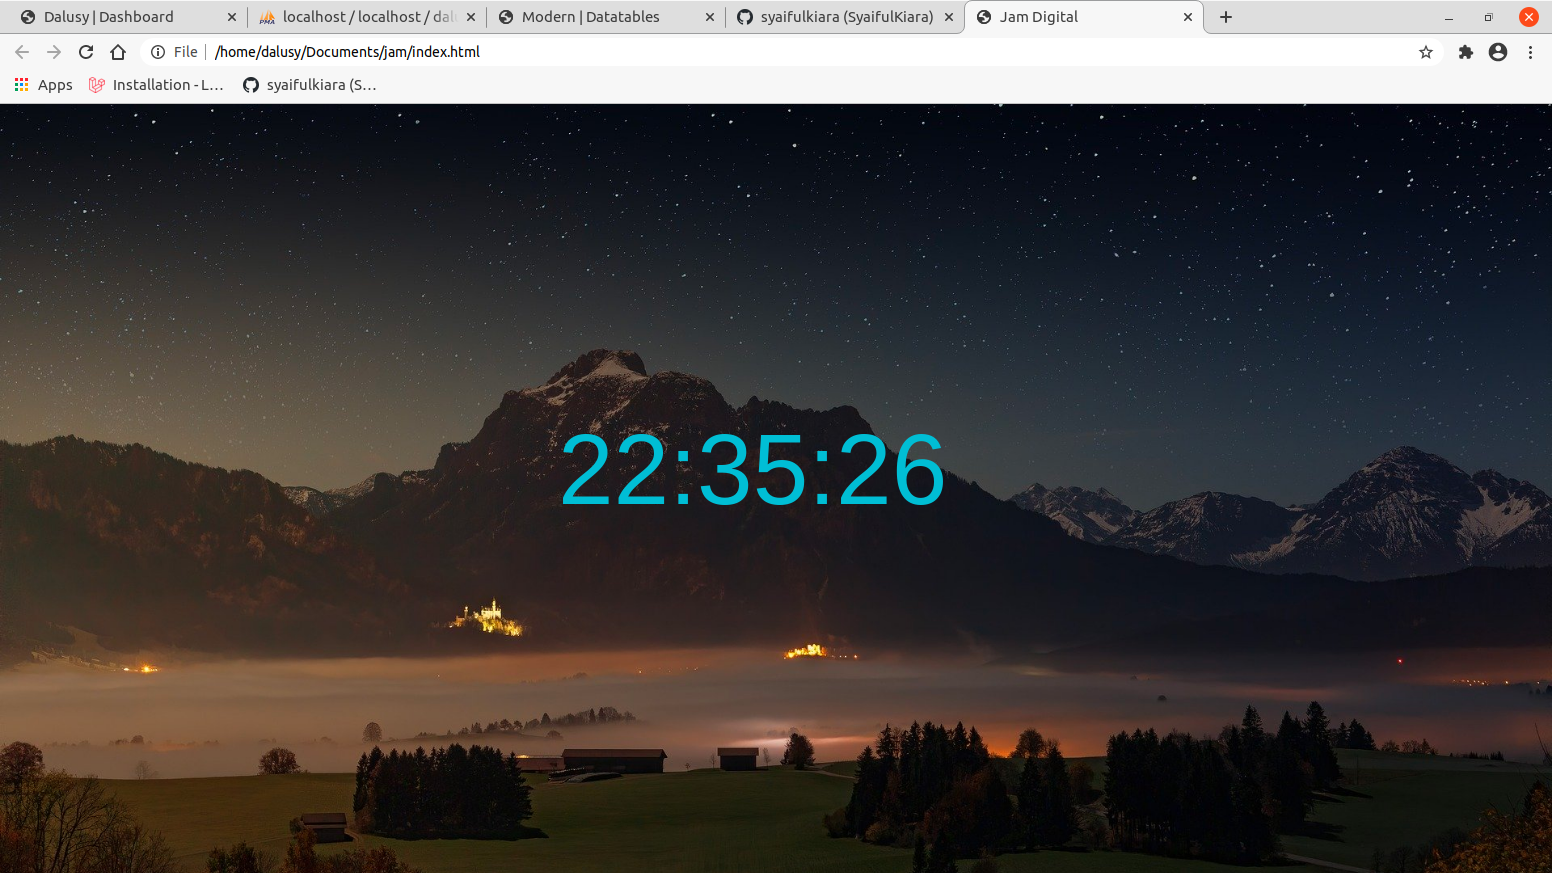 Dalusy | Dashboard
localhost / localhost / dalu
Modern | Datatables
syaifulkiara (SyaifulKiara)
Jam Digital
File
/home/dalusy/Documents/jam/index.html
Apps
Installation - L...
syaifulkiara (S...
22:35:26